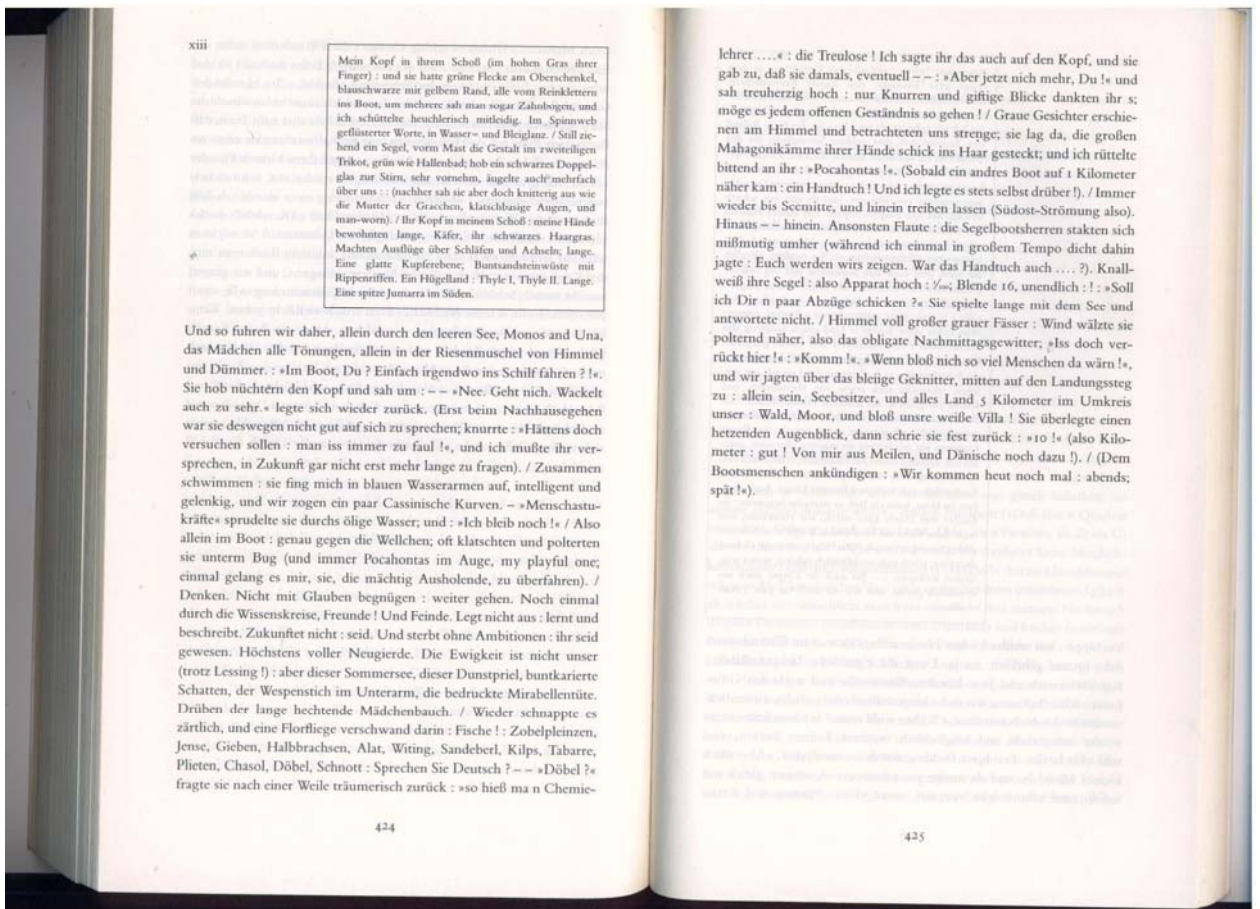 xiii
Mein Kopf in ihrem Schoß (im hohen Gras ihrer
Finger) : und sie hatte grüne Flecke am Oberschenkel,
blauschwarze mit gelbem Rand, alle vom Reinklettern
ins Boot, um mehrere sah man sogar Zahnbogen, und
ich schüttelte heuchlerisch mitleidig. Im Spinnweb
geflüsterter Worte, in Wasser= und Bleiglanz. / Still zie-
hend ein Segel, vorm Mast die Gestalt im zweiteiligen
Trikot, grün wie Hallenbad; hob ein schwarzes Doppel-
glas zur Stirn, sehr vornehm, äugelte auch mehrfach
über uns : : (nachher sah sie aber doch knitterig aus wie
die Mutter der Gracchen, klatschbasige Augen, und
man-worn). / Ihr Kopf in meinem Schoß : meine Hände
bewohnten lange, Käfer, ihr schwarzes Haargras.
Machten Ausflüge über Schläfen und Achseln; lange.
Eine glatte Kupferebene; Buntsandsteinwüste mit
Rippenriffen. Ein Hügelland : Thyle I, Thyle II. Lange.
Eine spitze Jumarra im Süden.
Und so fuhren wir daher, allein durch den leeren See, Monos and Una,
das Mädchen alle Tönungen, allein in der Riesenmuschel von Himmel
und Dümmer. : »Im Boot, Du ? Einfach irgendwo ins Schilf fahren ? !«.
Sie hob nüchtern den Kopf und sah um : – – »Nee. Geht nich. Wackelt
auch zu sehr.« legte sich wieder zurück. (Erst beim Nachhausegehen
war sie deswegen nicht gut auf sich zu sprechen; knurrte : »Hättens doch
versuchen sollen : man iss immer zu faul !«, und ich mußte ihr ver-
sprechen, in Zukunft gar nicht erst mehr lange zu fragen). / Zusammen
schwimmen : sie fing mich in blauen Wasserarmen auf, intelligent und
gelenkig, und wir zogen ein paar Cassinische Kurven. – »Menschastu-
kräfte« sprudelte sie durchs ölige Wasser; und : »Ich bleib noch !« / Also
allein im Boot : genau gegen die Wellchen; oft klatschten und polterten
sie unterm Bug (und immer Pocahontas im Auge, my playful one;
einmal gelang es mir, sie, die mächtig Ausholende, zu überfahren). /
Denken. Nicht mit Glauben begnügen : weiter gehen. Noch einmal
durch die Wissenskreise, Freunde ! Und Feinde. Legt nicht aus : lernt und
beschreibt. Zukunftet nicht : seid. Und sterbt ohne Ambitionen : ihr seid
gewesen. Höchstens voller Neugierde. Die Ewigkeit ist nicht unser
(trotz Lessing !) : aber dieser Sommersee, dieser Dunstpriel, buntkarierte
Schatten, der Wespenstich im Unterarm, die bedruckte Mirabellentüte.
Drüben der lange hechtende Mädchenbauch. / Wieder schnappte es
zärtlich, und eine Florfliege verschwand darin : Fische ! : Zobelpleinzen,
Jense, Gieben, Halbbrachsen, Alat, Witing, Sandeberl, Kilps, Tabarre,
Plieten, Chasol, Döbel, Schnott : Sprechen Sie Deutsch ? – – »Döbel ?«
fragte sie nach einer Weile träumerisch zurück : »so hieß ma n Chemie-
424
lehrer ....« : die Treulose ! Ich sagte ihr das auch auf den Kopf, und sie
gab zu, daß sie damals, eventuell – – : »Aber jetzt nich mehr, Du !« und
sah treuherzig hoch : nur Knurren und giftige Blicke dankten ihr s;
möge es jedem offenen Geständnis so gehen ! / Graue Gesichter erschie-
nen am Himmel und betrachteten uns strenge; sie lag da, die großen
Mahagonikämme ihrer Hände schick ins Haar gesteckt; und ich rüttelte
bittend an ihr : »Pocahontas !«. (Sobald ein andres Boot auf 1 Kilometer
näher kam : ein Handtuch ! Und ich legte es stets selbst drüber !). / Immer
wieder bis Seemitte, und hinein treiben lassen (Südost-Strömung also).
Hinaus – – hinein. Ansonsten Flaute : die Segelbootsherren stakten sich
mißmutig umher (während ich einmal in großem Tempo dicht dahin
jagte : Euch werden wirs zeigen. War das Handtuch auch .... ?). Knall-
weiß ihre Segel : also Apparat hoch : Blende 16, unendlich : ! : »Soll
ich Dir n paar Abzüge schicken ?« Sie spielte lange mit dem See und
antwortete nicht. / Himmel voll großer grauer Fässer : Wind wälzte sie
polternd näher, also das obligate Nachmittagsgewitter; »Iss doch ver-
rückt hier !« : »Komm !«. »Wenn bloß nich so viel Menschen da wärn !«,
und wir jagten über das bleiige Geknitter, mitten auf den Landungssteg
zu : allein sein, Seebesitzer, und alles Land 5 Kilometer im Umkreis
unser : Wald, Moor, und bloß unsre weiße Villa ! Sie überlegte einen
hetzenden Augenblick, dann schrie sie fest zurück : »10 !« (also Kilo-
meter : gut ! Von mir aus Meilen, und Dänische noch dazu !). / (Dem
Bootsmenschen ankündigen : »Wir kommen heut noch mal : abends;
spät !«).
425